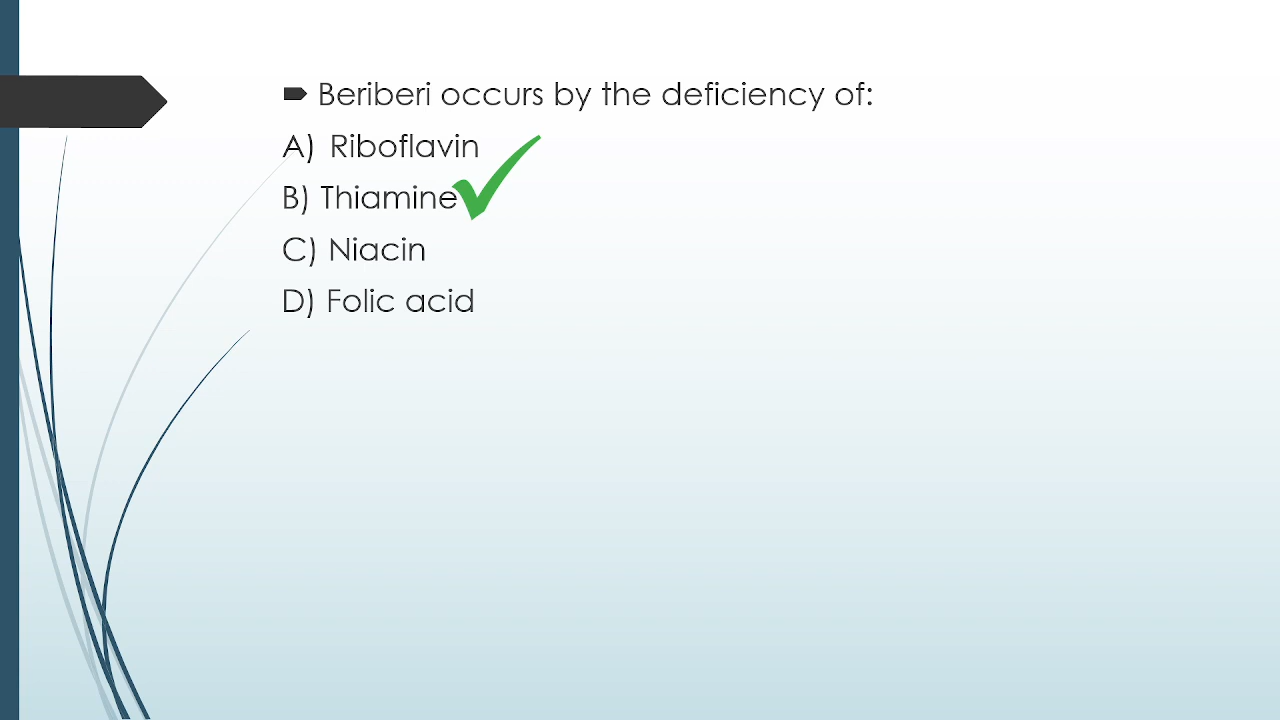 Beriberi occurs by the deficiency of:
A) Riboflavin
B) Thiamine
C) Niacin
D) Folic acid